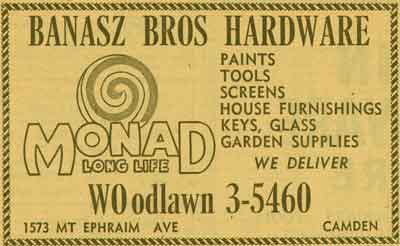 BANASZ BROS HARDWARE
MONAD
LONG LIFE
PAINTS
TOOLS
SCREENS
HOUSE FURNISHINGS
KEYS, GLASS
GARDEN SUPPLIES
WE DELIVER
WOodlawn 3-5460
1573 MT EPHRAIM AVE CAMDEN